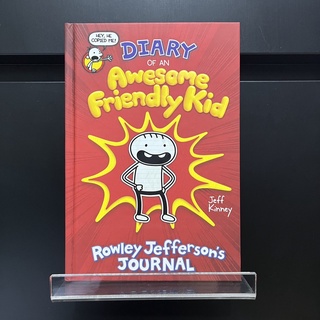 HEY, HE
COPIED ME!
DIARY
OF AN
Awesome
Friendly Kid
Jeff
Kinney
Rowley Jefferson's
JOURNAL